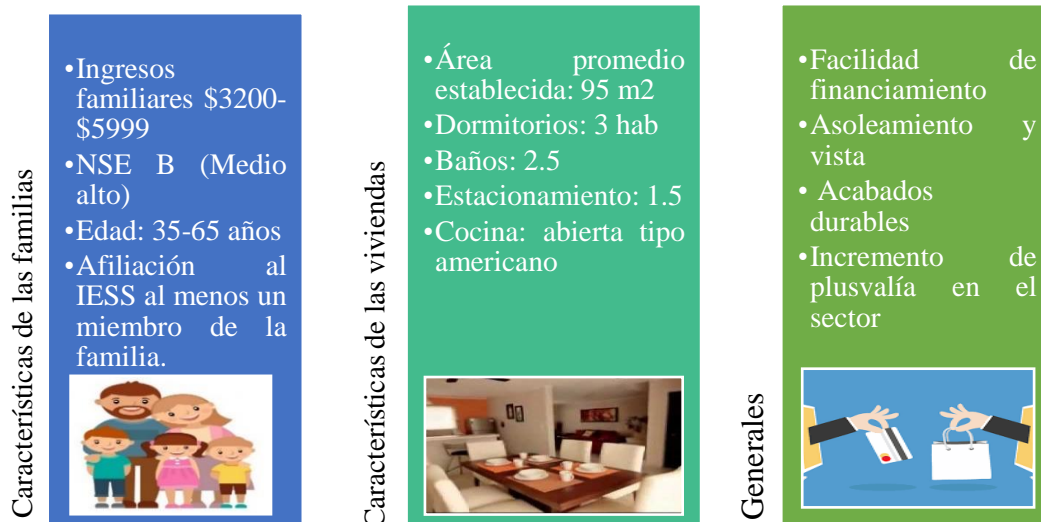 Características de las familias
•Ingresos
familiares $3200-
$5999
•NSE B (Medio
alto)
•Edad: 35-65 años
•Afiliación al
IESS al menos un
miembro de la
familia.
Características de las viviendas
•Área promedio
establecida: 95 m2
•Dormitorios: 3 hab
•Baños: 2.5
•Estacionamiento: 1.5
•Cocina: abierta tipo
americano
Generales
•Facilidad de
financiamiento
•Asoleamiento y
vista
• Acabados
durables
•Incremento de
plusvalía en el
sector